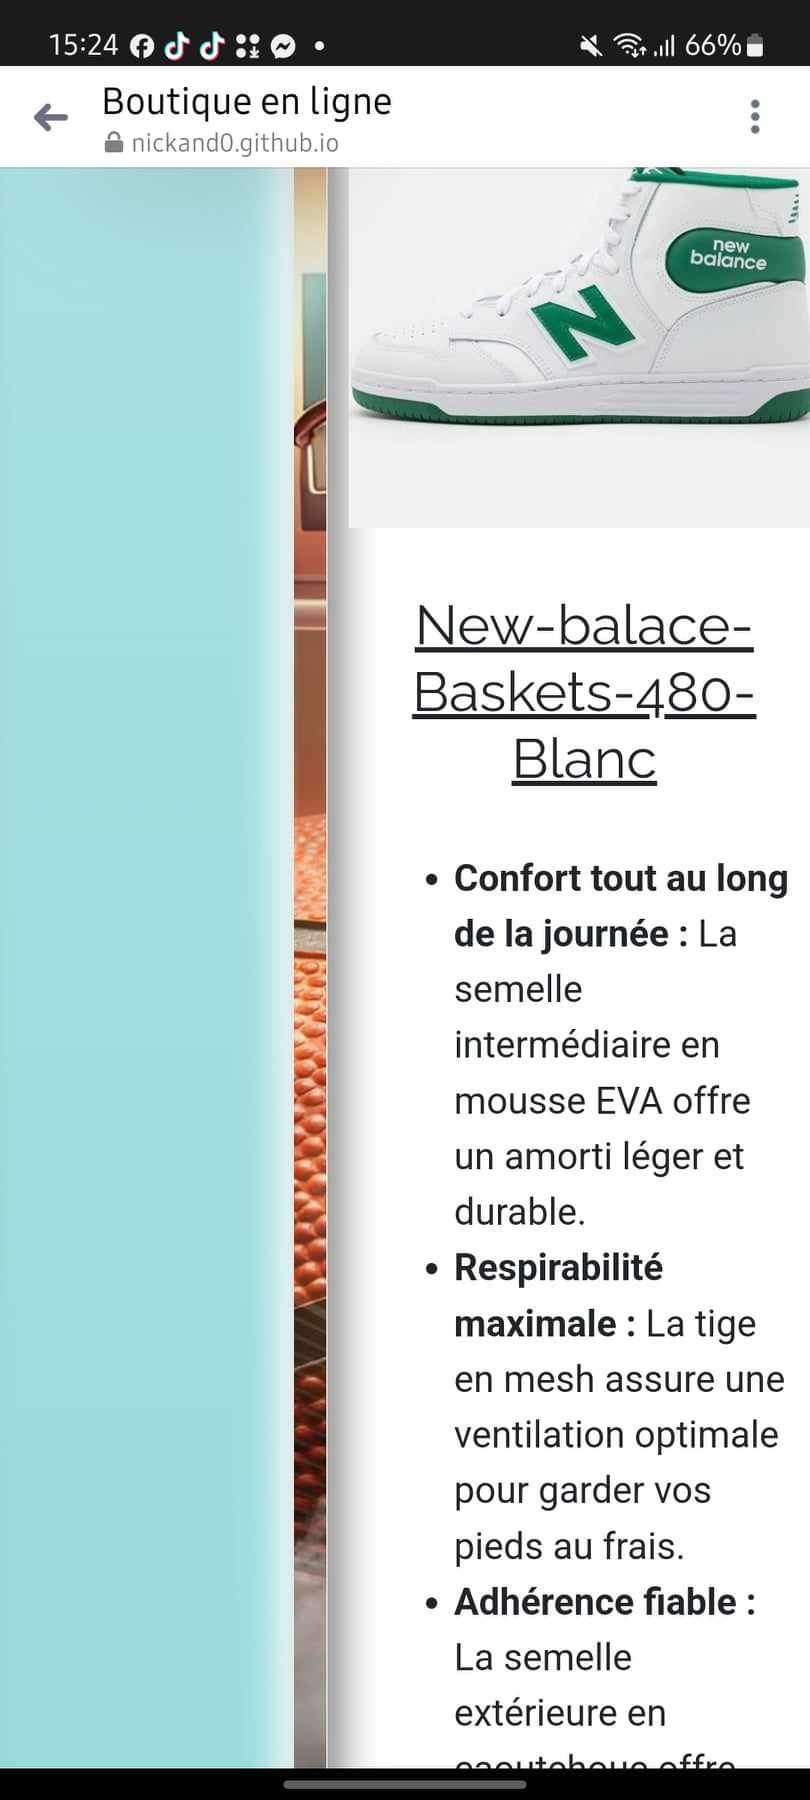 15:24
66%
Boutique en ligne
nickand0.github.io
new
balance
N
New-balace-
Baskets-480-
Blanc
• Confort tout au long
de la journée : La
semelle
intermédiaire en
mousse EVA offre
un amorti léger et
durable.
• Respirabilité
maximale : La tige
en mesh assure une
ventilation optimale
pour garder vos
pieds au frais.
• Adhérence fiable :
La semelle
extérieure en
caoutchouc offre